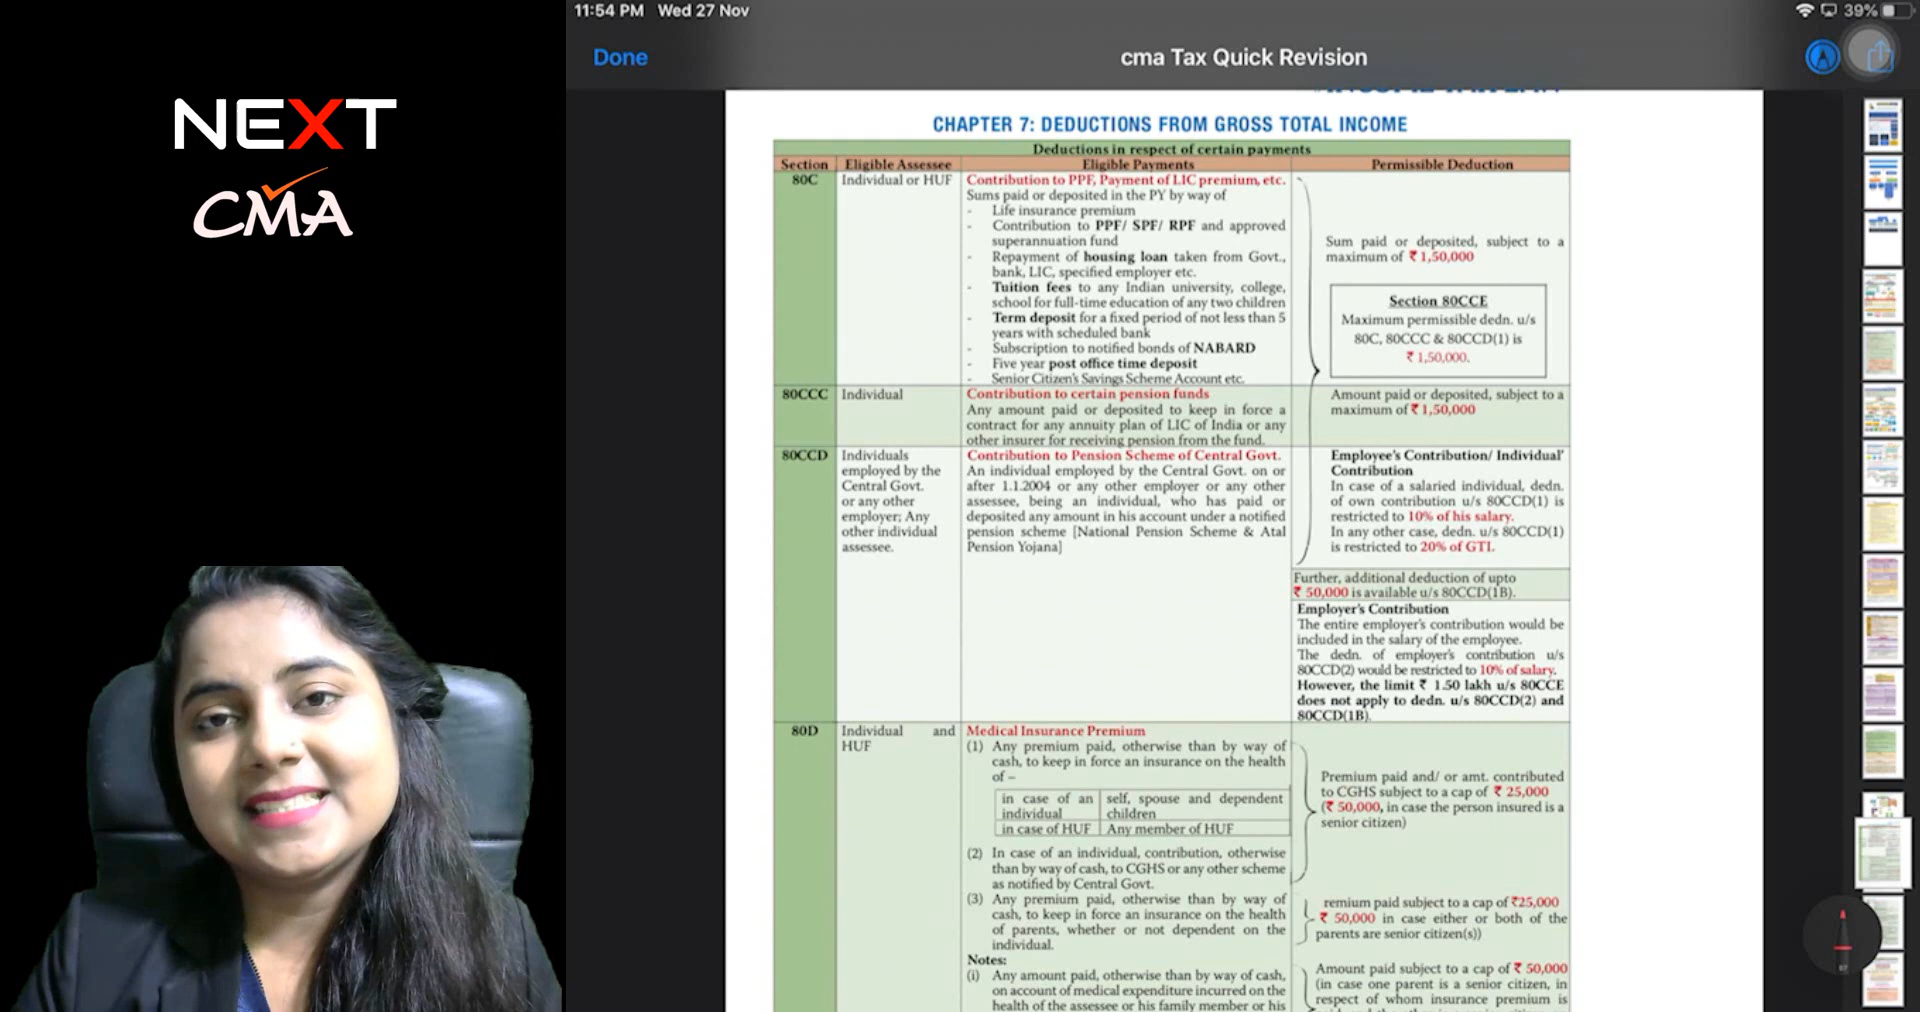 NEXT
CMA
11:54 PM Wed 27 Nov
39%
Done
cma Tax Quick Revision
CHAPTER 7: DEDUCTIONS FROM GROSS TOTAL INCOME
Deductions in respect of certain payments
Section Eligible Assessee Eligible Payments Permissible Deduction
80C Individual or HUF
Contribution to PPF, Payment of LIC premium, etc.
Sums paid or deposited in the PY by way of
- Life insurance premium
- Contribution to PPF/ SPF/ RPF and approved
superannuation fund
- Repayment of housing loan taken from Govt.,
bank, LIC, specified employer etc.
- Tuition fees to any Indian university, college,
school for full-time education of any two children
- Term deposit for a fixed period of not less than 5
years with scheduled bank
- Subscription to notified bonds of NABARD
- Five year post office time deposit
- Senior Citizen's Savings Scheme Account etc.
Sum paid or deposited, subject to a
maximum of ₹ 1,50,000
Section 80CCE
Maximum permissible dedn. u/s
80C, 80CCC & 80CCD(1) is
₹ 1,50,000.
80CCC Individual
Contribution to certain pension funds
Any amount paid or deposited to keep in force a
contract for any annuity plan of LIC of India or any
other insurer for receiving pension from the fund.
Amount paid or deposited, subject to a
maximum of ₹ 1,50,000
80CCD
Individuals
employed by the
Central Govt.
or any other
employer; Any
other individual
assessee.
Contribution to Pension Scheme of Central Govt.
An individual employed by the Central Govt. on or
after 1.1.2004 or any other employer or any other
assessee, being an individual, who has paid or
deposited any amount in his account under a notified
pension scheme [National Pension Scheme & Atal
Pension Yojana]
Employee's Contribution/ Individual'
Contribution
In case of a salaried individual, dedn.
of own contribution u/s 80CCD(1) is
restricted to 10% of his salary.
In any other case, dedn. u/s 80CCD(1)
is restricted to 20% of GTI.
Further, additional deduction of upto
₹ 50,000 is available u/s 80CCD(1B).
Employer's Contribution
The entire employer's contribution would be
included in the salary of the employee.
The dedn. of employer's contribution u/s
80CCD(2) would be restricted to 10% of salary.
However, the limit ₹ 1.50 lakh u/s 80CCE
does not apply to dedn. u/s 80CCD(2) and
80CCD(1B).
80D
Individual and
HUF
Medical Insurance Premium
(1) Any premium paid, otherwise than by way of
cash, to keep in force an insurance on the health
of –
in case of an
individual
self, spouse and dependent
children
in case of HUF Any member of HUF
(2) In case of an individual, contribution, otherwise
than by way of cash, to CGHS or any other scheme
as notified by Central Govt.
(3) Any premium paid, otherwise than by way of
cash, to keep in force an insurance on the health
of parents, whether or not dependent on the
individual.
Notes:
(i) Any amount paid, otherwise than by way of cash,
on account of medical expenditure incurred on the
health of the assessee or his family member or his
Premium paid and/ or amt. contributed
to CGHS subject to a cap of ₹ 25,000
(₹ 50,000, in case the person insured is a
senior citizen)
remium paid subject to a cap of ₹25,000
₹ 50,000 in case either or both of the
parents are senior citizen(s))
Amount paid subject to a cap of ₹ 50,000
(in case one parent is a senior citizen, in
respect of whom insurance premium is